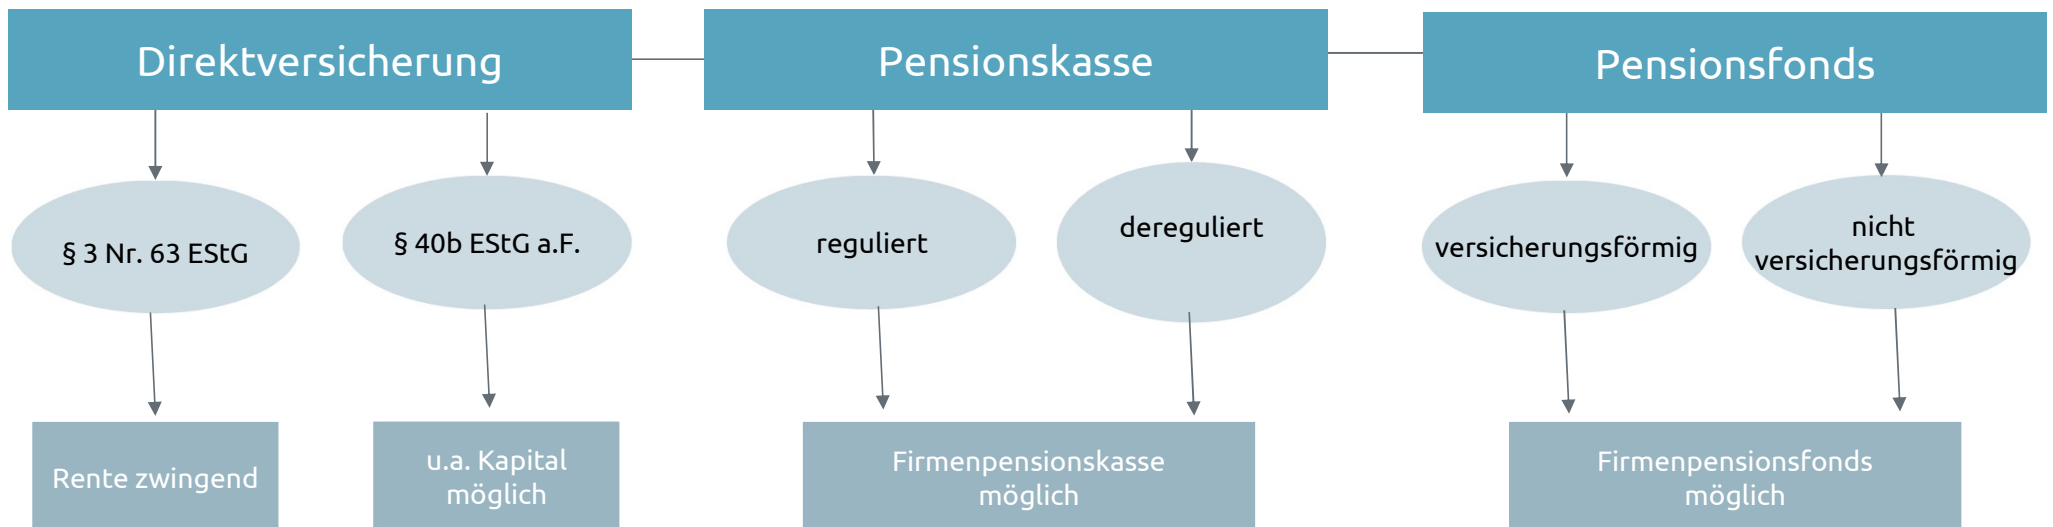 Direktversicherung
Pensionskasse
Pensionsfonds
§ 3 Nr. 63 EStG
§ 40b EStG a.F.
reguliert
dereguliert
versicherungsförmig
nicht
versicherungsförmig
Rente zwingend
u.a. Kapital
möglich
Firmenpensionskasse
möglich
Firmenpensionsfonds
möglich